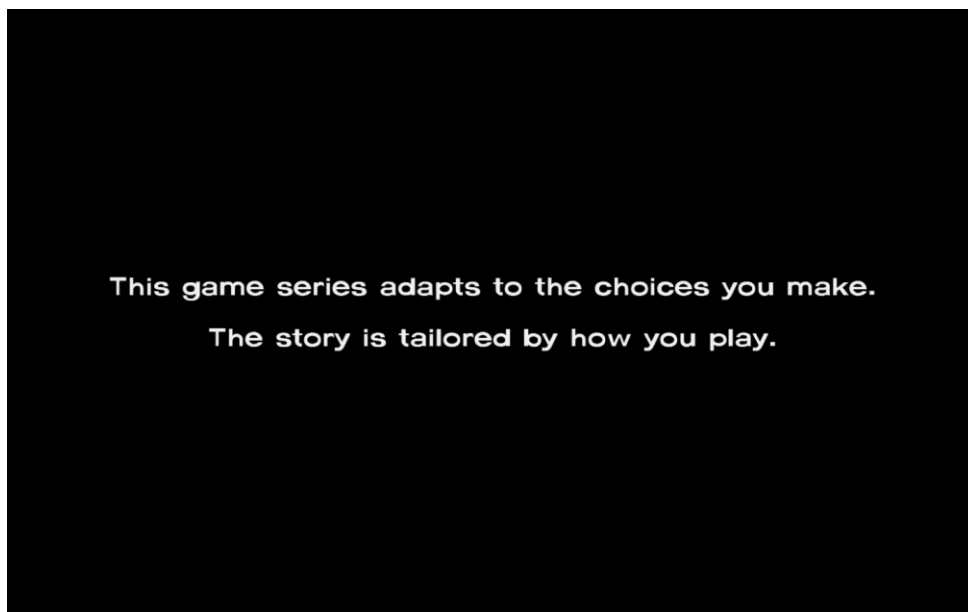 This game series adapts to the choices you make.
The story is tailored by how you play.